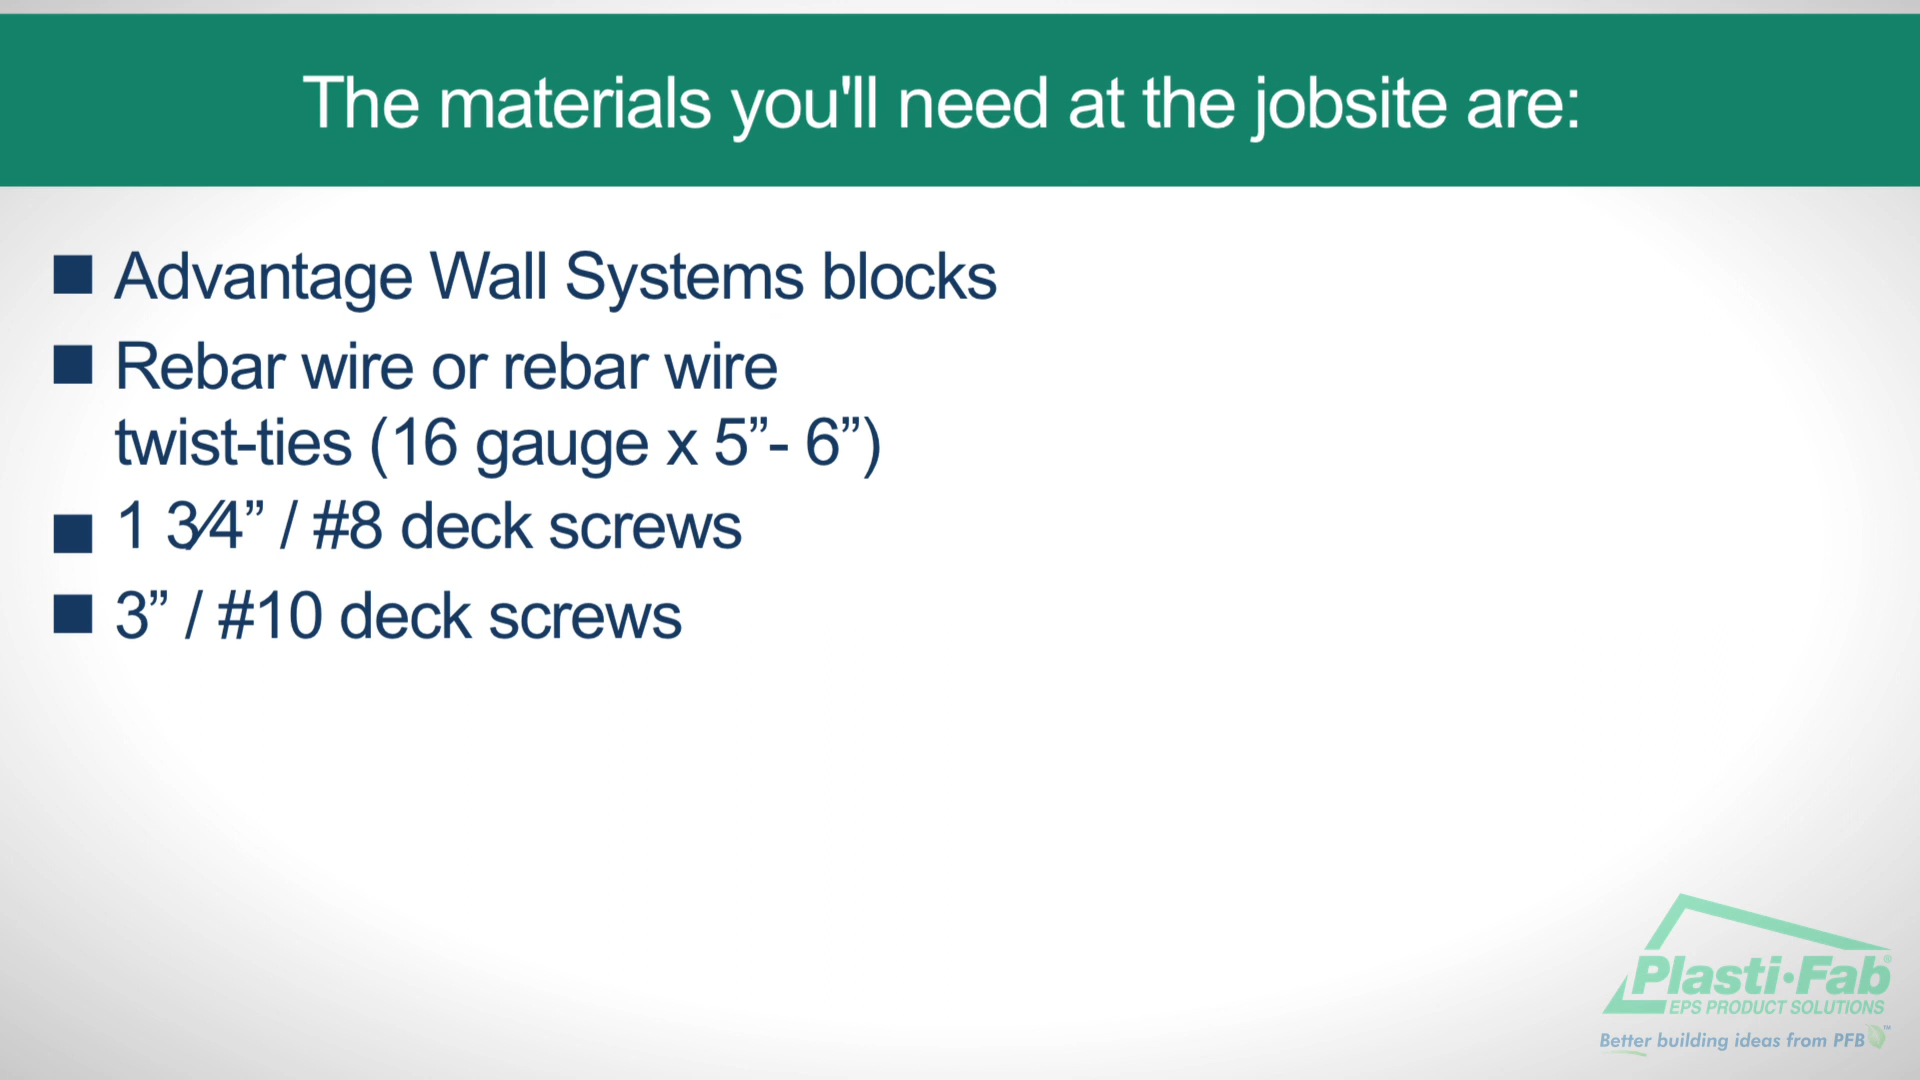 The materials you'll need at the jobsite are:
■ Advantage Wall Systems blocks
■ Rebar wire or rebar wire
twist-ties (16 gauge x 5”- 6”)
■ 1 3⁄4” / #8 deck screws
■ 3” / #10 deck screws
Plasti•Fab®
EPS PRODUCT SOLUTIONS
Better building ideas from PFB™